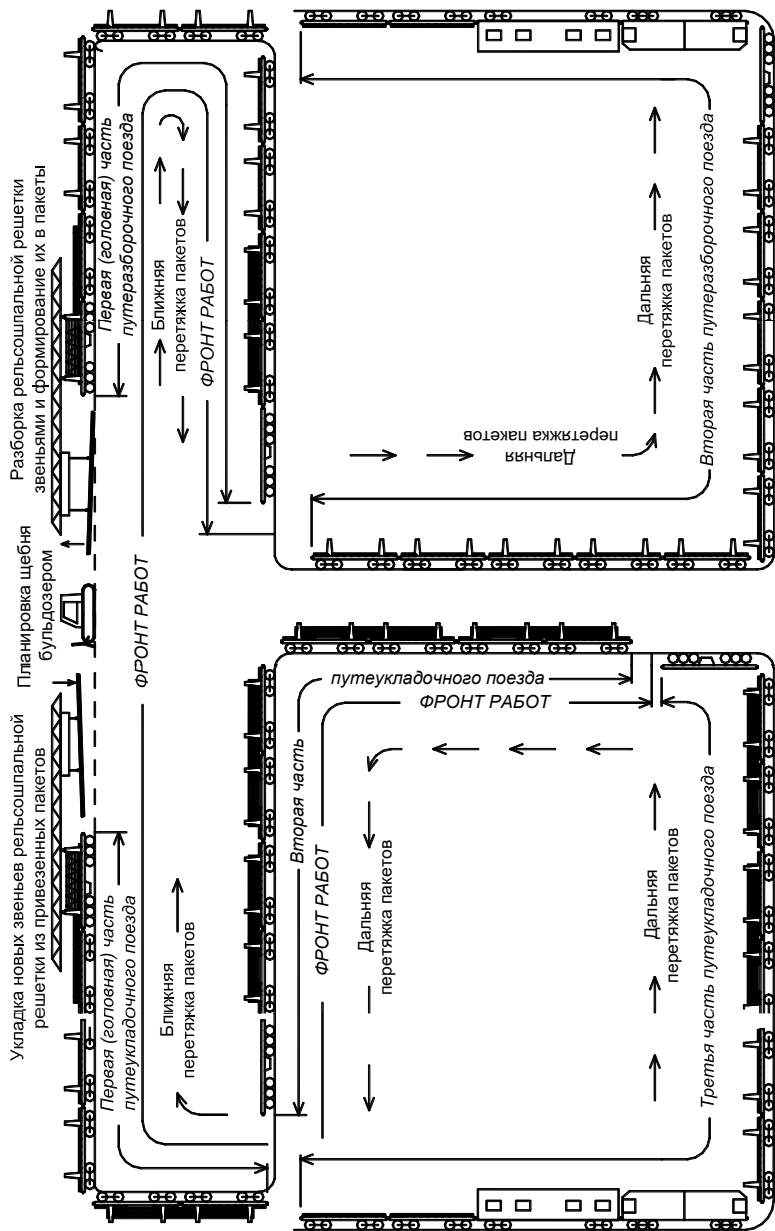 Укладка новых звеньев рельсошпальной
решетки из привезенных пакетов
Планировка щебня
бульдозером
Разборка рельсошпальной решетки
звеньями и формирование их в пакеты
Первая (головная) часть
путеукладочного поезда
ФРОНТ РАБОТ
Первая (головная) часть
путеразборочного поезда
Ближняя
перетяжка пакетов
Ближняя
перетяжка пакетов
ФРОНТ РАБОТ
Вторая часть
путеукладочного поезда
ФРОНТ РАБОТ
ФРОНТ РАБОТ
Дальняя
перетяжка пакетов
Дальняя
перетяжка пакетов
Третья часть путеукладочного поезда
Дальняя
перетяжка пакетов
Дальняя
перетяжка пакетов
Вторая часть путеразборочного поезда